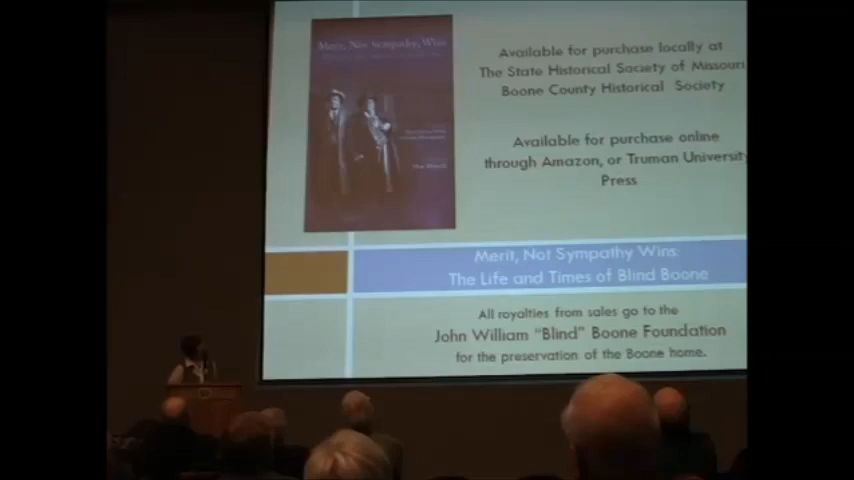 Merit, Not Sympathy, Wins
Available for purchase locally at
The State Historical Society of Missouri
Boone County Historical Society
Available for purchase online
through Amazon, or Truman University
Press
Merit, Not Sympathy Wins:
The Life and Times of Blind Boone
All royalties from sales go to the
John William "Blind" Boone Foundation
for the preservation of the Boone home.